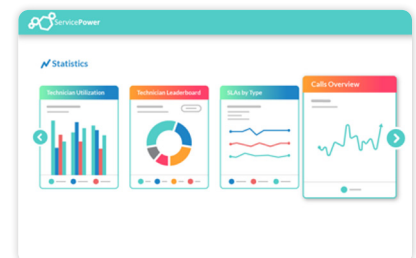 ServicePower
Statistics
Technician Utilization
Technician Leaderboard
SLAs by Type
Calls Overview